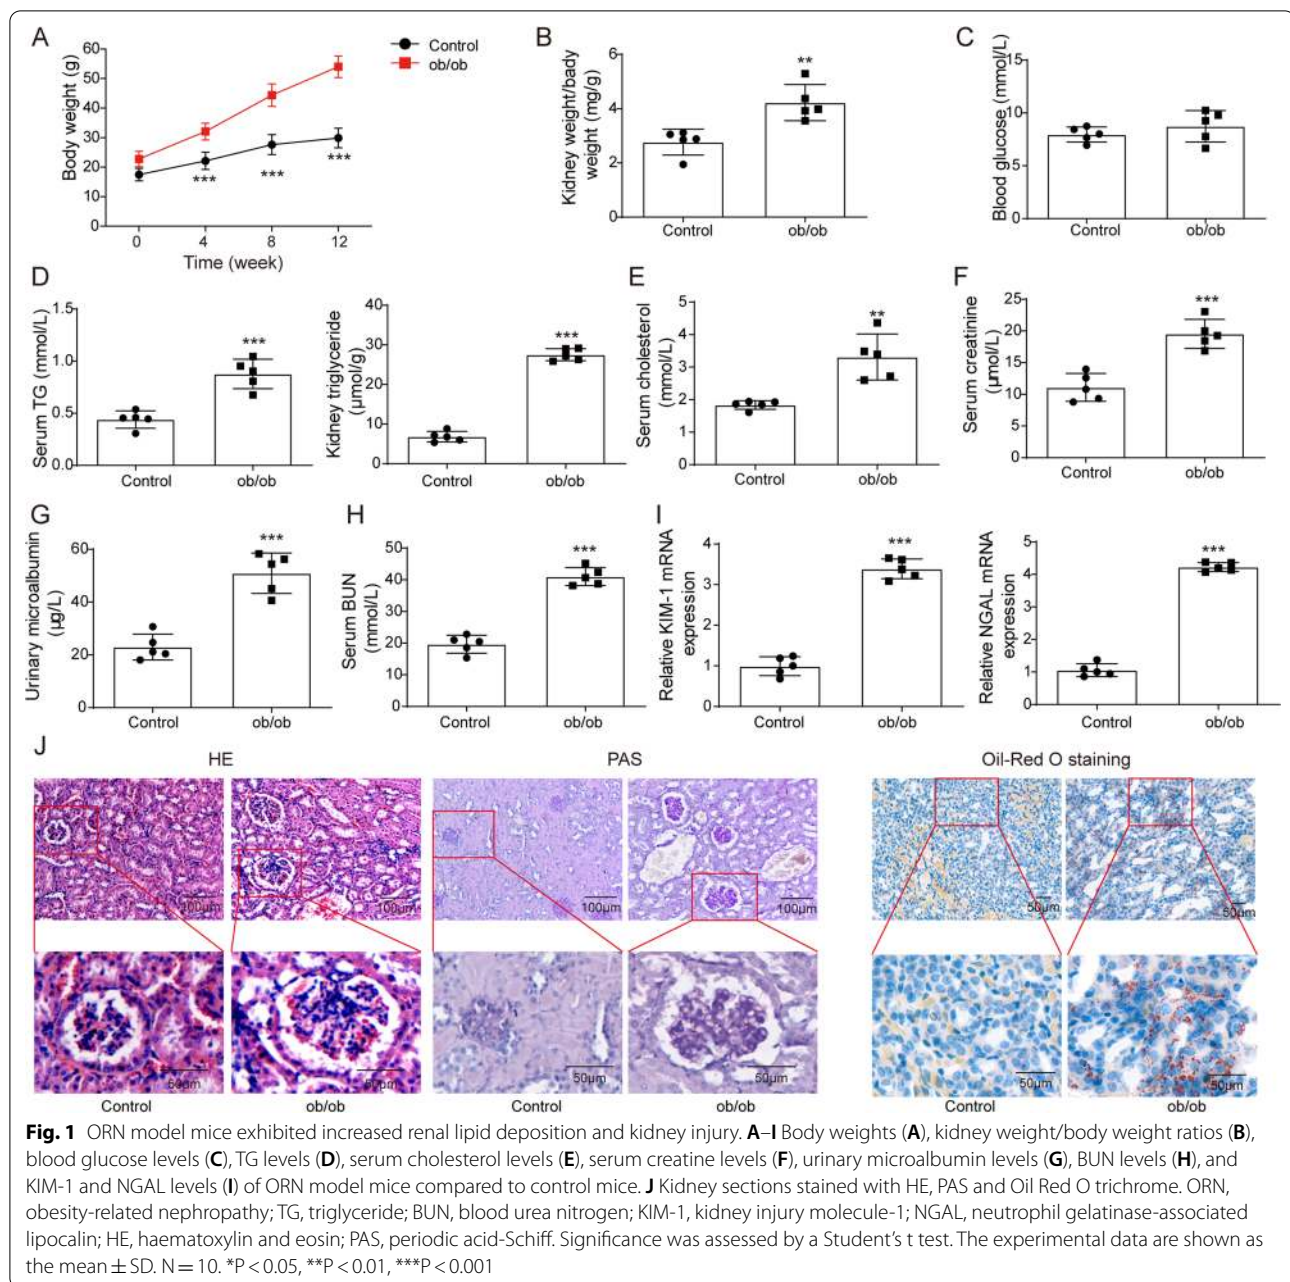 A
Body weight (g)
60
50
40
30
20
10
0
*** *** ***
0 4 8 12
Time (week)
Control
ob/ob
B
Kidney weight/bady
weight (mg/g)
6
4
2
0
**
Control ob/ob
C
Blood glucose (mmol/L)
15
10
5
0
Control ob/ob
D
Serum TG (mmol/L)
1.5
1.0
0.5
0.0
***
Control ob/ob
Kidney triglyceride
(µmol/g)
40
30
20
10
0
***
Control ob/ob
E
Serum cholesterol
(mmol/L)
5
4
3
2
1
0
**
Control ob/ob
F
Serum creatinine
(µmol/L)
25
20
15
10
5
0
***
Control ob/ob
G
Urinary microalbumin
(µg/L)
60
40
20
0
***
Control ob/ob
H
Serum BUN
(mmol/L)
50
40
30
20
10
0
***
Control ob/ob
I
Relative KIM-1 mRNA
expression
4
3
2
1
0
***
Control ob/ob
Relative NGAL mRNA
expression
5
4
3
2
1
0
***
Control ob/ob
J
HE PAS Oil-Red O staining
100µm 100µm 100µm 100µm 50µm 50µm
50µm 50µm 50µm 50µm 50µm 50µm
Control ob/ob Control ob/ob Control ob/ob
Fig. 1 ORN model mice exhibited increased renal lipid deposition and kidney injury. A–I Body weights (A), kidney weight/body weight ratios (B),
blood glucose levels (C), TG levels (D), serum cholesterol levels (E), serum creatine levels (F), urinary microalbumin levels (G), BUN levels (H), and
KIM-1 and NGAL levels (I) of ORN model mice compared to control mice. J Kidney sections stained with HE, PAS and Oil Red O trichrome. ORN,
obesity-related nephropathy; TG, triglyceride; BUN, blood urea nitrogen; KIM-1, kidney injury molecule-1; NGAL, neutrophil gelatinase-associated
lipocalin; HE, haematoxylin and eosin; PAS, periodic acid-Schiff. Significance was assessed by a Student's t test. The experimental data are shown as
the mean ± SD. N = 10. *P < 0.05, **P < 0.01, ***P < 0.001